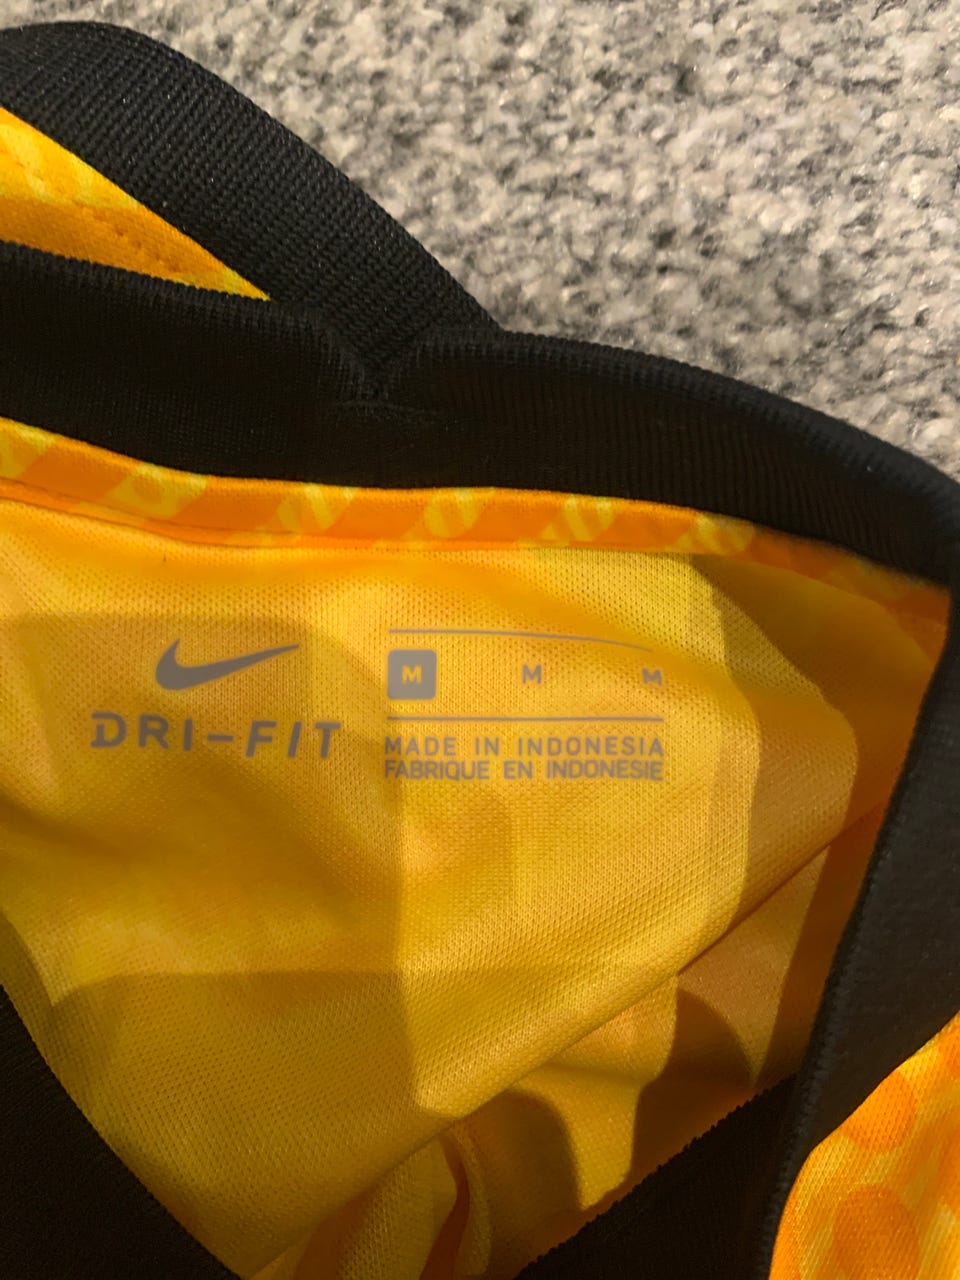 DRI-FIT
M M M
MADE IN INDONESIA
FABRIQUE EN INDONESIE